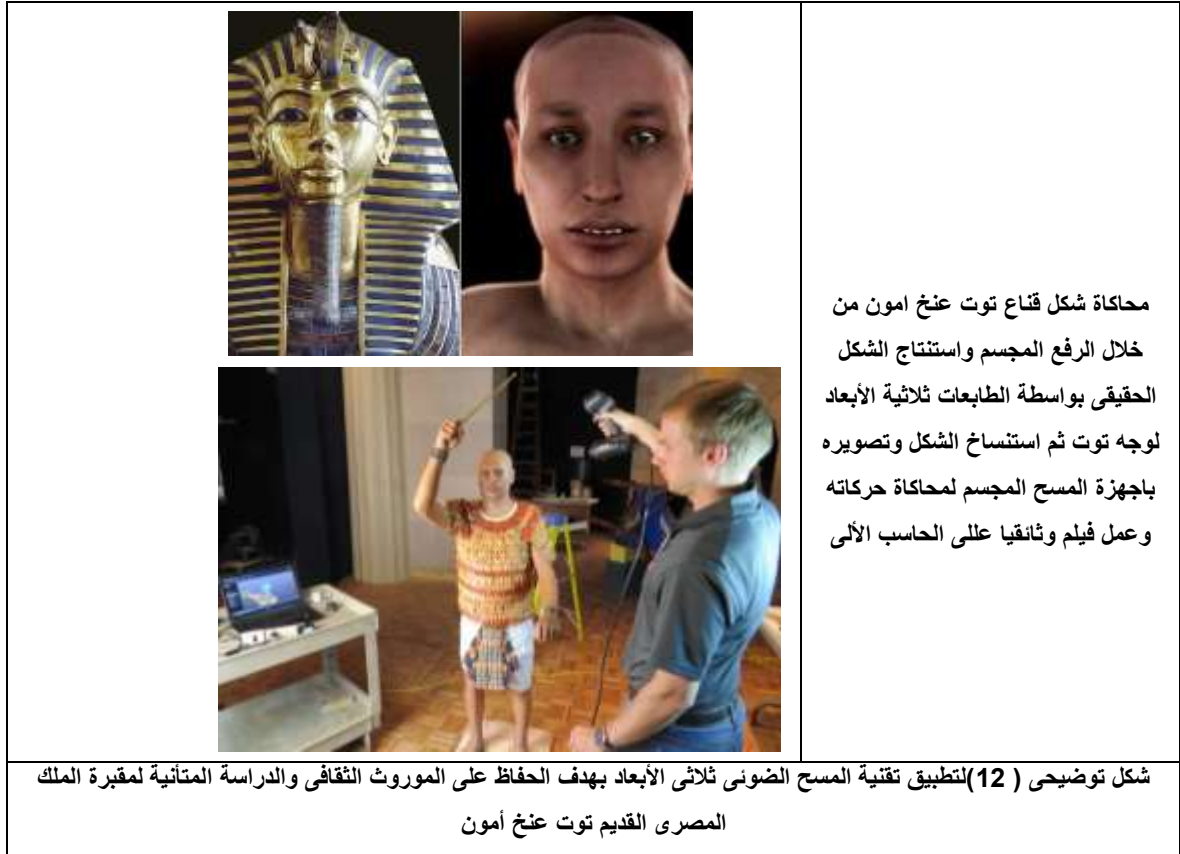 محاكاة شكل قناع توت عنخ امون من
خلال الرفع المجسم واستنتاج الشكل
الحقيقى بواسطة الطابعات ثلاثية الأبعاد
لوجه توت ثم استنساخ الشكل وتصويره
باجهزة المسح المجسم لمحاكاة حركاته
وعمل فيلم وثائقيا عللى الحاسب الألى
شكل توضيحى ( 12)لتطبيق تقنية المسح الضوئى ثلاثى الأبعاد بهدف الحفاظ على الموروث الثقافى والدراسة المتأنية لمقبرة الملك
المصرى القديم توت عنخ أمون